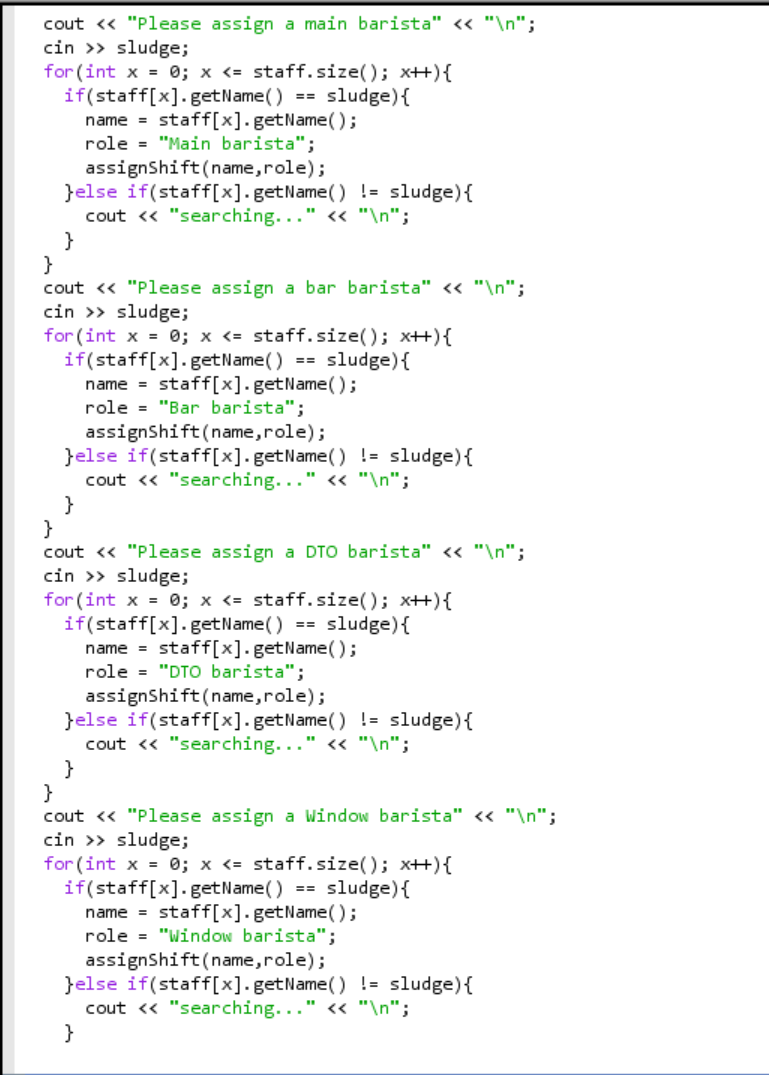 cout << "Please assign a main barista" << "\n";
cin >> sludge;
for(int x = 0; x <= staff.size(); x++){
if(staff[x].getName() == sludge){
name = staff[x].getName();
role = "Main barista";
assignShift(name,role);
}else if(staff[x].getName() != sludge){
cout << "searching..." << "\n";
}
}
cout << "Please assign a bar barista" << "\n";
cin >> sludge;
for(int x = 0; x <= staff.size(); x++){
if(staff[x].getName() == sludge){
name = staff[x].getName();
role = "Bar barista";
assignShift(name,role);
}else if(staff[x].getName() != sludge){
cout << "searching..." << "\n";
}
}
cout << "Please assign a DTO barista" << "\n";
cin >> sludge;
for(int x = 0; x <= staff.size(); x++){
if(staff[x].getName() == sludge){
name = staff[x].getName();
role = "DTO barista";
assignShift(name,role);
}else if(staff[x].getName() != sludge){
cout << "searching..." << "\n";
}
}
cout << "Please assign a Window barista" << "\n";
cin >> sludge;
for(int x = 0; x <= staff.size(); x++){
if(staff[x].getName() == sludge){
name = staff[x].getName();
role = "Window barista";
assignShift(name,role);
}else if(staff[x].getName() != sludge){
cout << "searching..." << "\n";
}